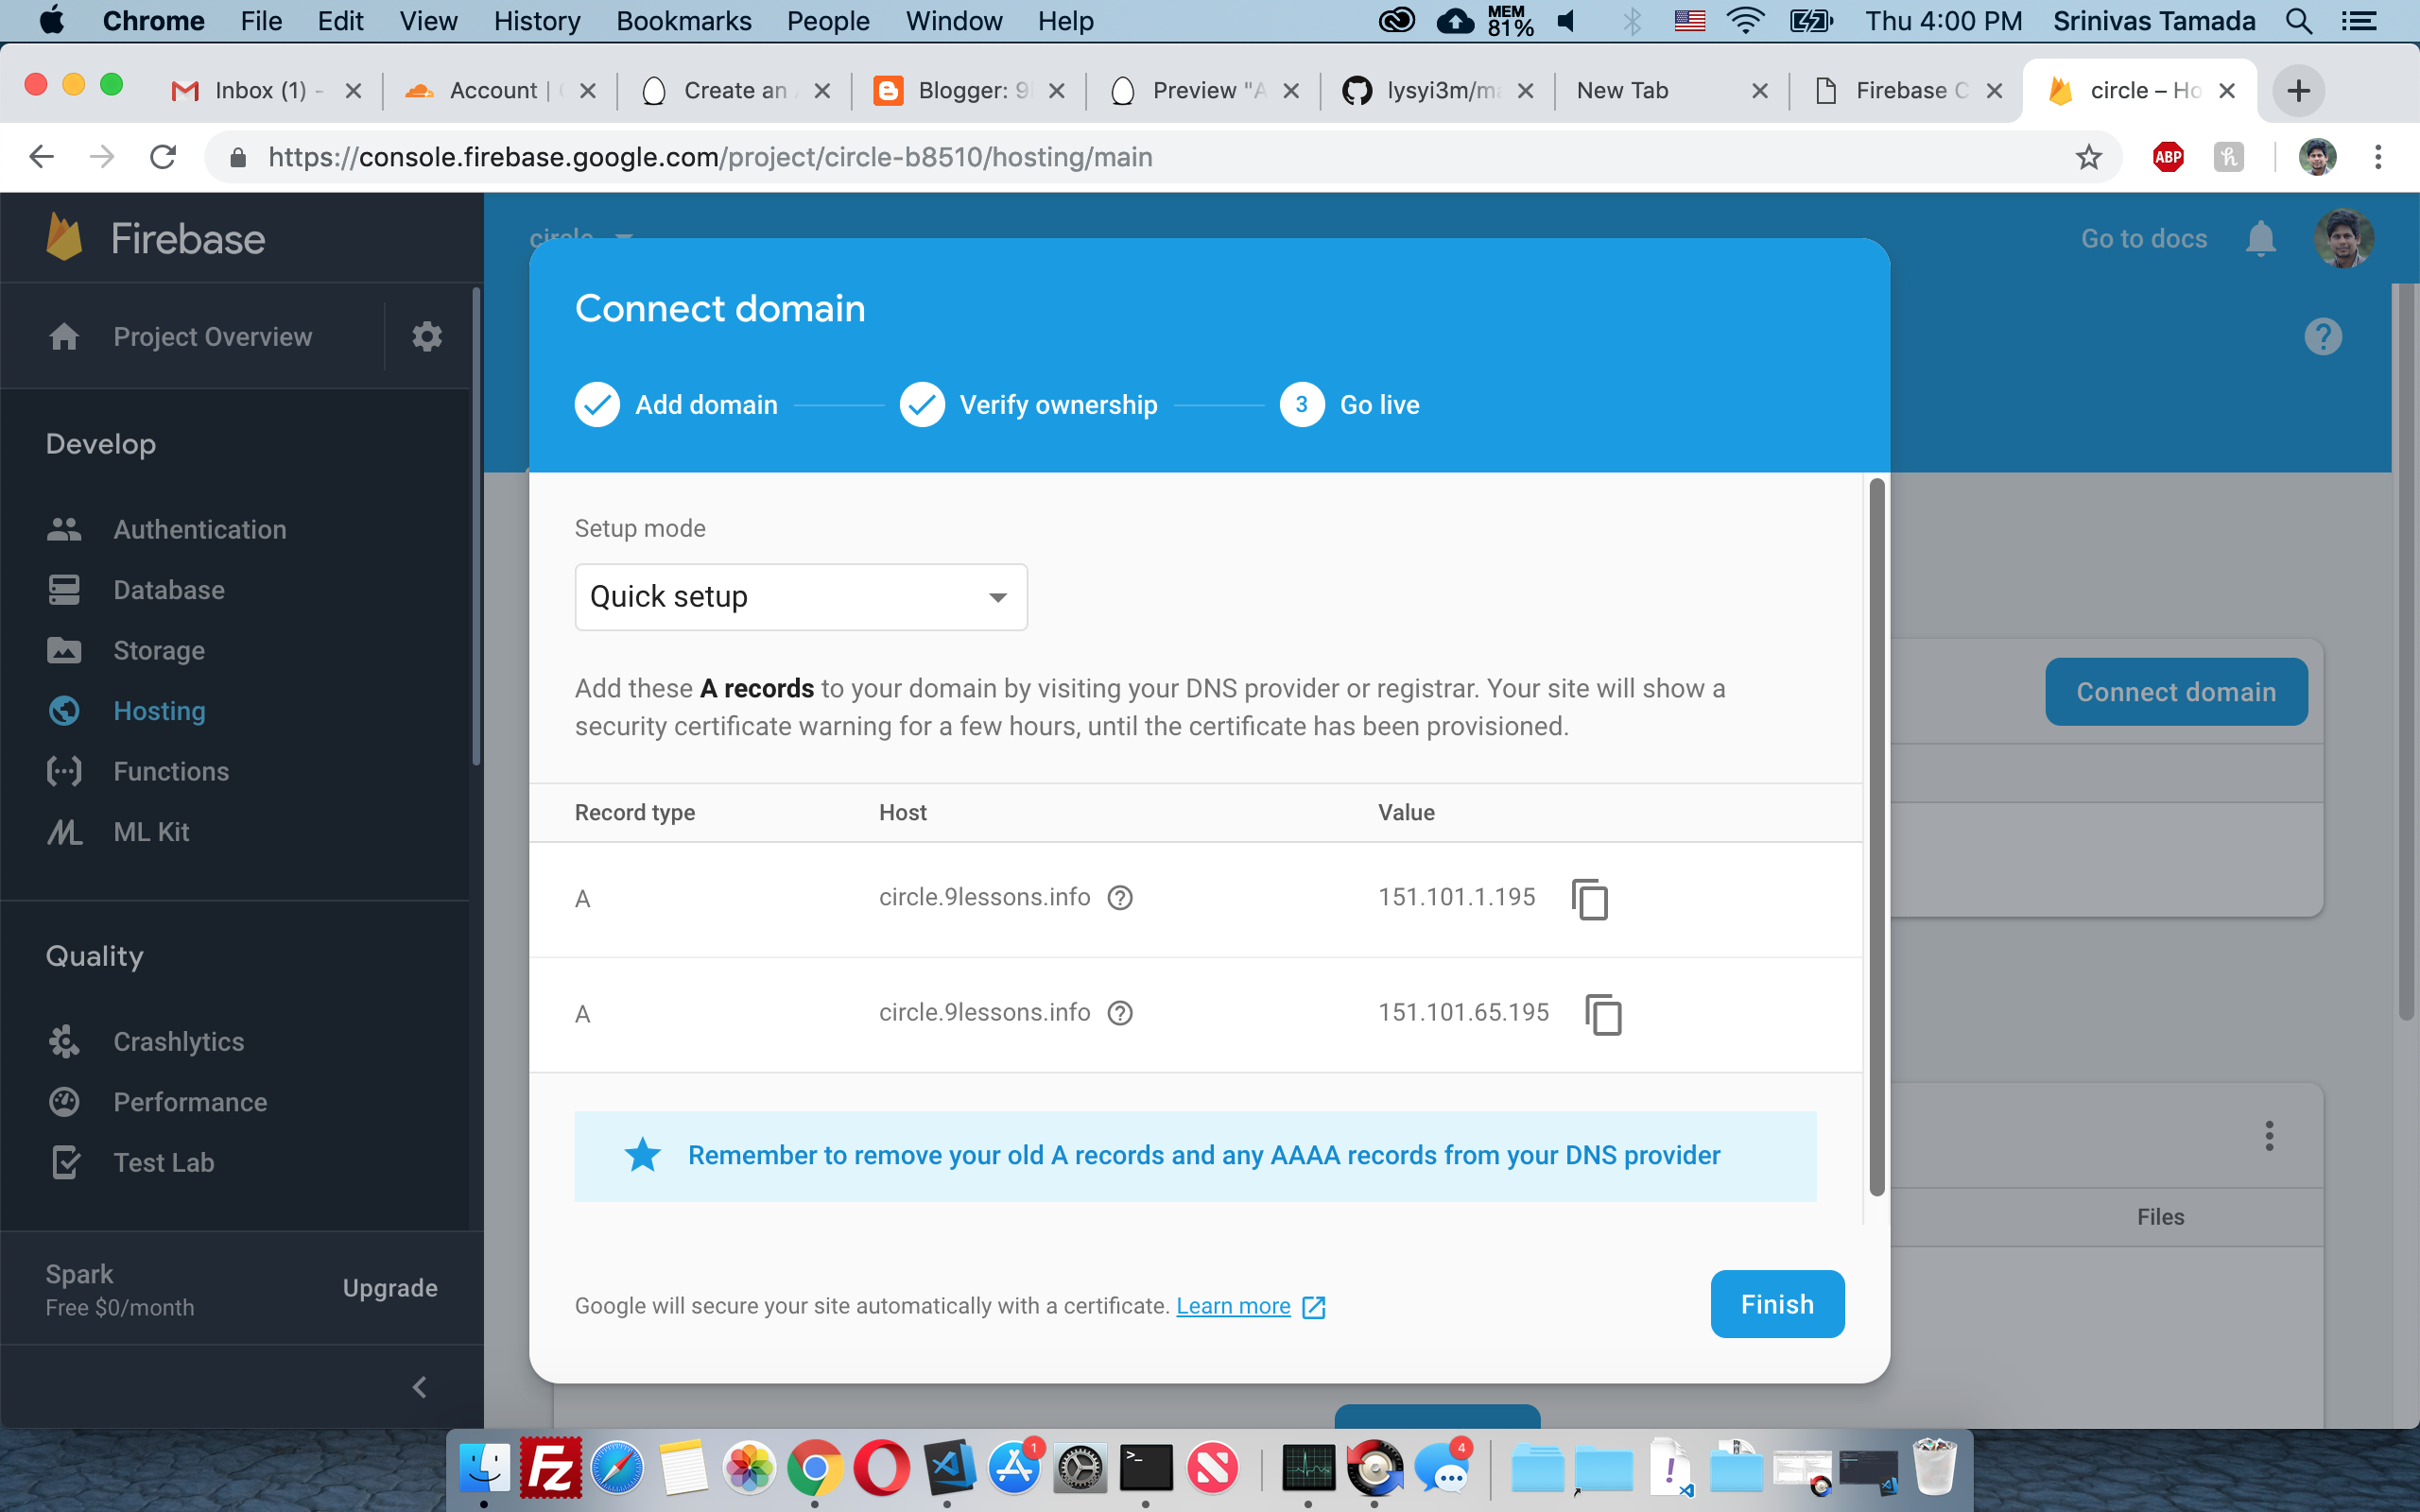 Chrome File Edit View History Bookmarks People Window Help MEM 81% Thu 4:00 PM Srinivas Tamada
Inbox (1) - Account | Create an Blogger: 9 Preview "A lysyi3m/ma New Tab Firebase C circle – Ho
https://console.firebase.google.com/project/circle-b8510/hosting/main ABP h
Firebase
circle
Go to docs
Project Overview
Develop
Authentication
Database
Storage
Hosting
Functions
ML Kit
Quality
Crashlytics
Performance
Test Lab
Spark
Free $0/month
Upgrade
Connect domain
Add domain
Verify ownership
3 Go live
Setup mode
Quick setup
Add these A records to your domain by visiting your DNS provider or registrar. Your site will show a
security certificate warning for a few hours, until the certificate has been provisioned.
Record type Host Value
A circle.9lessons.info 151.101.1.195
A circle.9lessons.info 151.101.65.195
Remember to remove your old A records and any AAAA records from your DNS provider
Google will secure your site automatically with a certificate. Learn more
Finish
Connect domain
Files
1
4